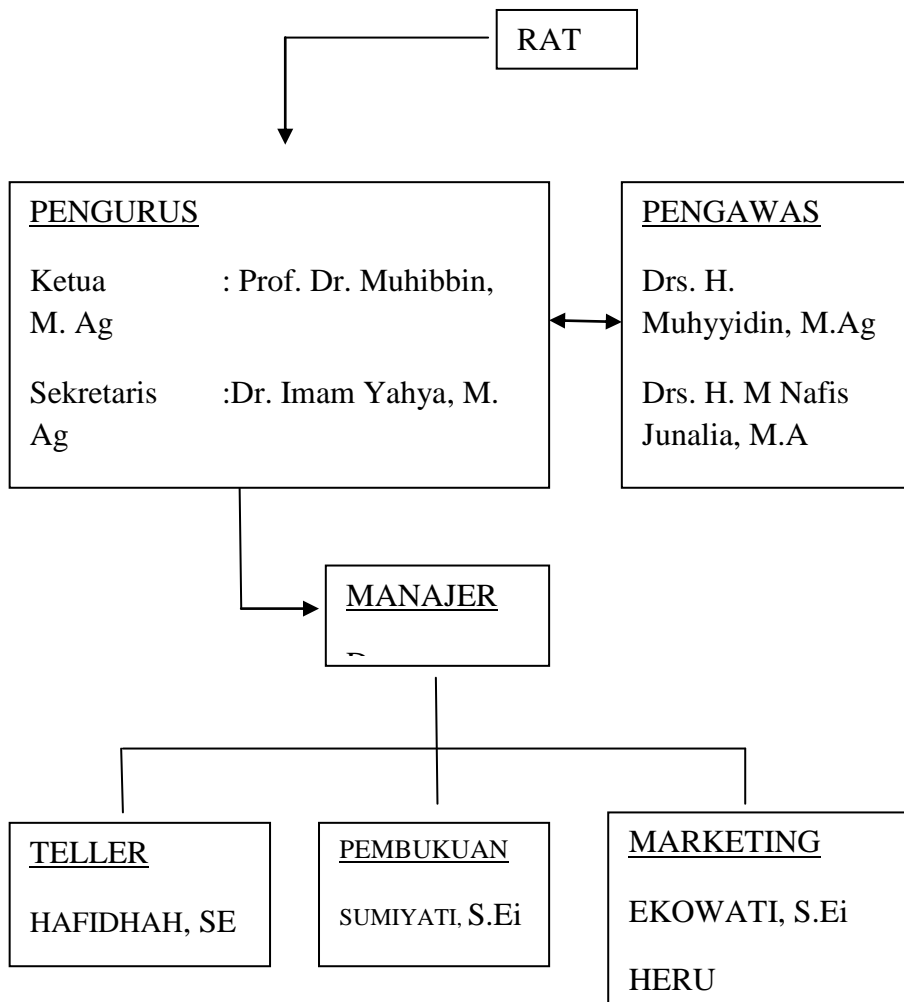 RAT
PENGURUS
Ketua : Prof. Dr. Muhibbin,
M. Ag
Sekretaris :Dr. Imam Yahya, M.
Ag
PENGAWAS
Drs. H.
Muhyyidin, M.Ag
Drs. H. M Nafis
Junalia, M.A
MANAJER
TELLER
HAFIDHAH, SE
PEMBUKUAN
SUMIYATI, S.Ei
MARKETING
EKOWATI, S.Ei
HERU